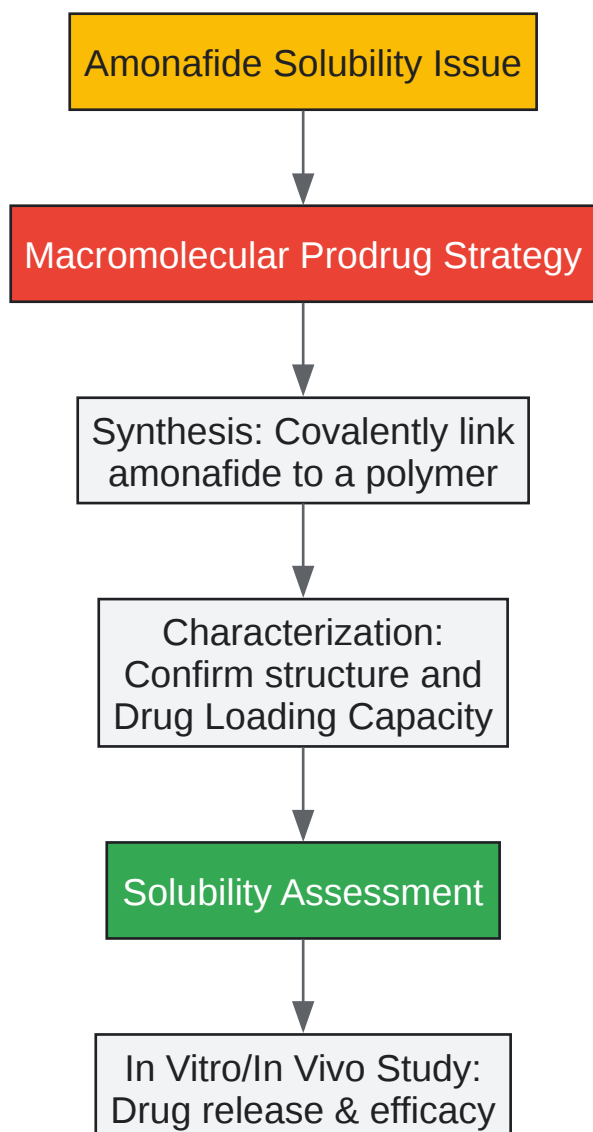 Amonafide Solubility Issue
Macromolecular Prodrug Strategy
Synthesis: Covalently link
amonafide to a polymer
Characterization:
Confirm structure and
Drug Loading Capacity
Solubility Assessment
In Vitro/In Vivo Study:
Drug release & efficacy